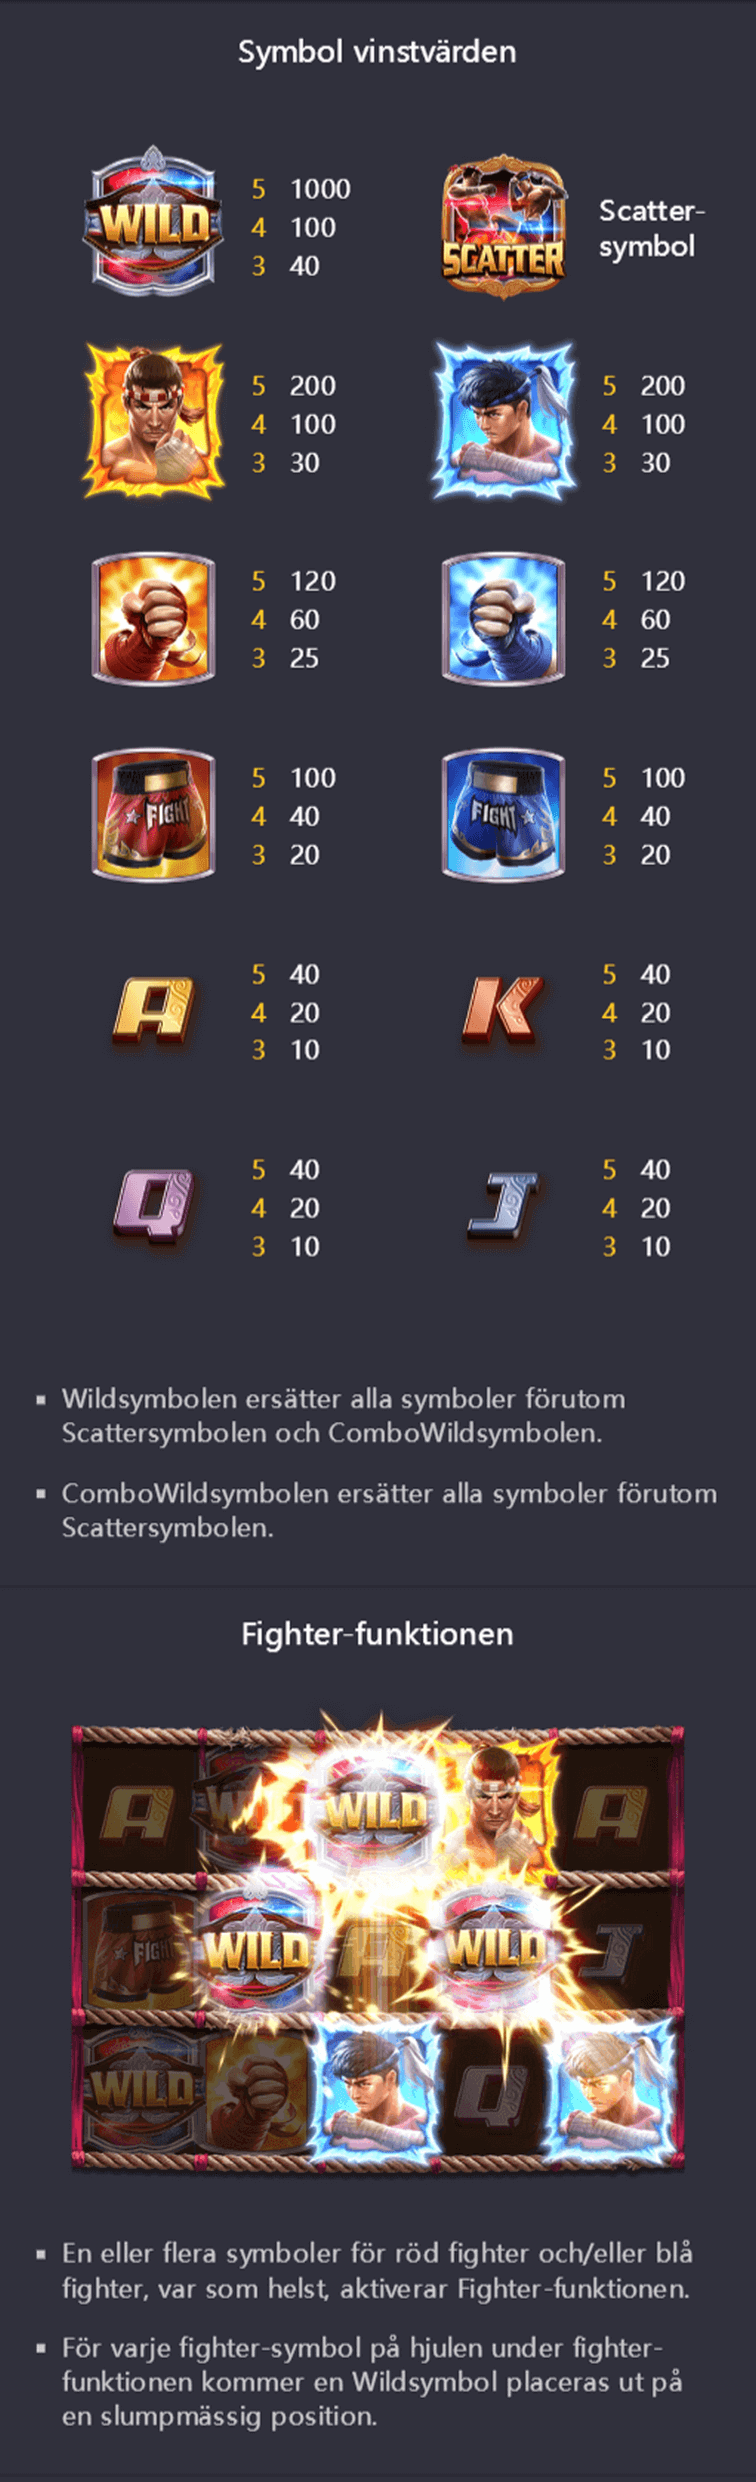 Symbol vinstvärden
WILD
5 1000
4 100
3 40
SCATTER
Scatter-
symbol
5 200
4 100
3 30
5 200
4 100
3 30
5 120
4 60
3 25
5 120
4 60
3 25
FIGHT
5 100
4 40
3 20
FIGHT
5 100
4 40
3 20
A
5 40
4 20
3 10
K
5 40
4 20
3 10
Q
5 40
4 20
3 10
J
5 40
4 20
3 10
▪ Wildsymbolen ersätter alla symboler förutom
Scattersymbolen och ComboWildsymbolen.
▪ ComboWildsymbolen ersätter alla symboler förutom
Scattersymbolen.
Fighter-funktionen
A WILD A
FIGHT WILD A WILD J
WILD Q
▪ En eller flera symboler för röd fighter och/eller blå
fighter, var som helst, aktiverar Fighter-funktionen.
▪ För varje fighter-symbol på hjulen under fighter-
funktionen kommer en Wildsymbol placeras ut på
en slumpmässig position.